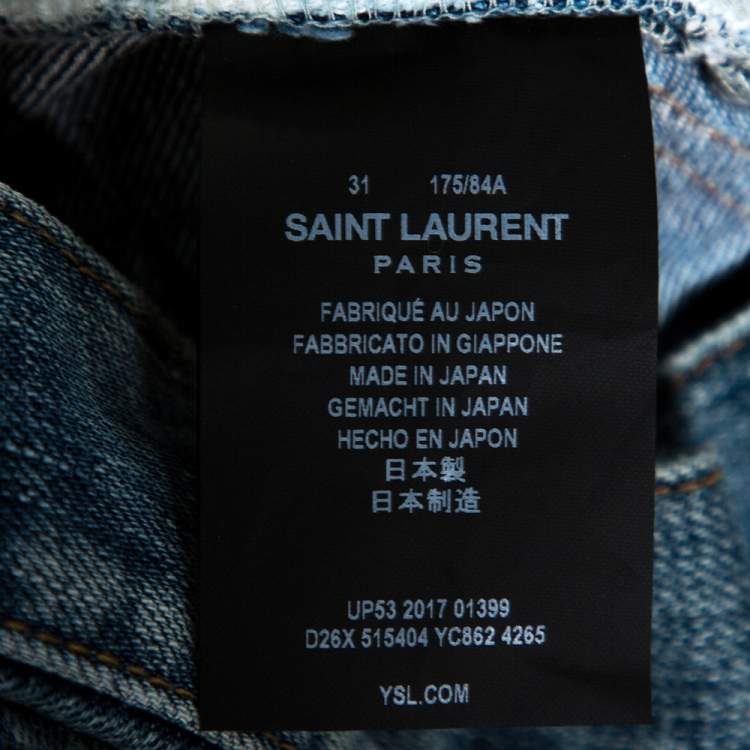 31 175/84A
SAINT LAURENT
PARIS
FABRIQUÉ AU JAPON
FABBRICATO IN GIAPPONE
MADE IN JAPAN
GEMACHT IN JAPAN
HECHO EN JAPON
日本製
日本制造
UP53 2017 01399
D26X 515404 YC862 4265
YSL.COM